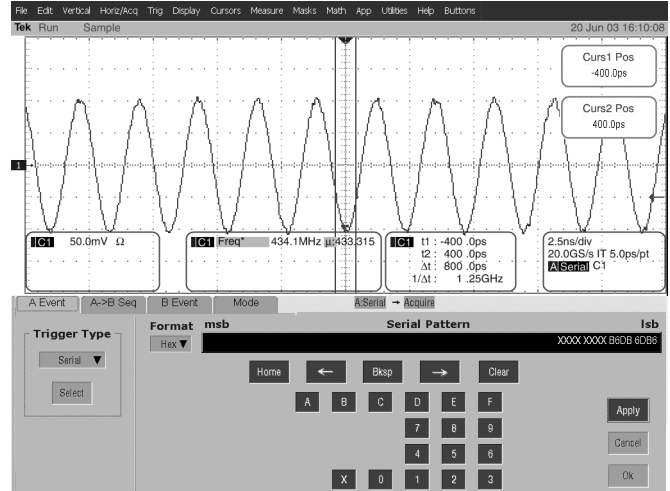 File Edit Vertical Horiz/Acq Trig Display Cursors Measure Masks Math App Utilities Help Buttons
Tek Run Sample 20 Jun 03 16:10:08
Curs1 Pos
-400.0ps
Curs2 Pos
400.0ps
1
C1 50.0mV Ω
C1 Freq* 434.1MHz µ:433.315
C1 t1 : -400 .0ps
t2 : 400 .0ps
Δt : 800 .0ps
1/Δt : 1 .25GHz
2.5ns/div
20.0GS/s IT 5.0ps/pt
A Serial C1
A Event A->B Seq B Event Mode A:Serial → Acquire
Trigger Type
Serial ▼
Select
Format msb Serial Pattern lsb
Hex ▼ XXXX XXXX B6DB 6DB6
Home ← Bksp → Clear
A B C D E F
7 8 9
4 5 6
X 0 1 2 3
Apply
Cancel
Ok